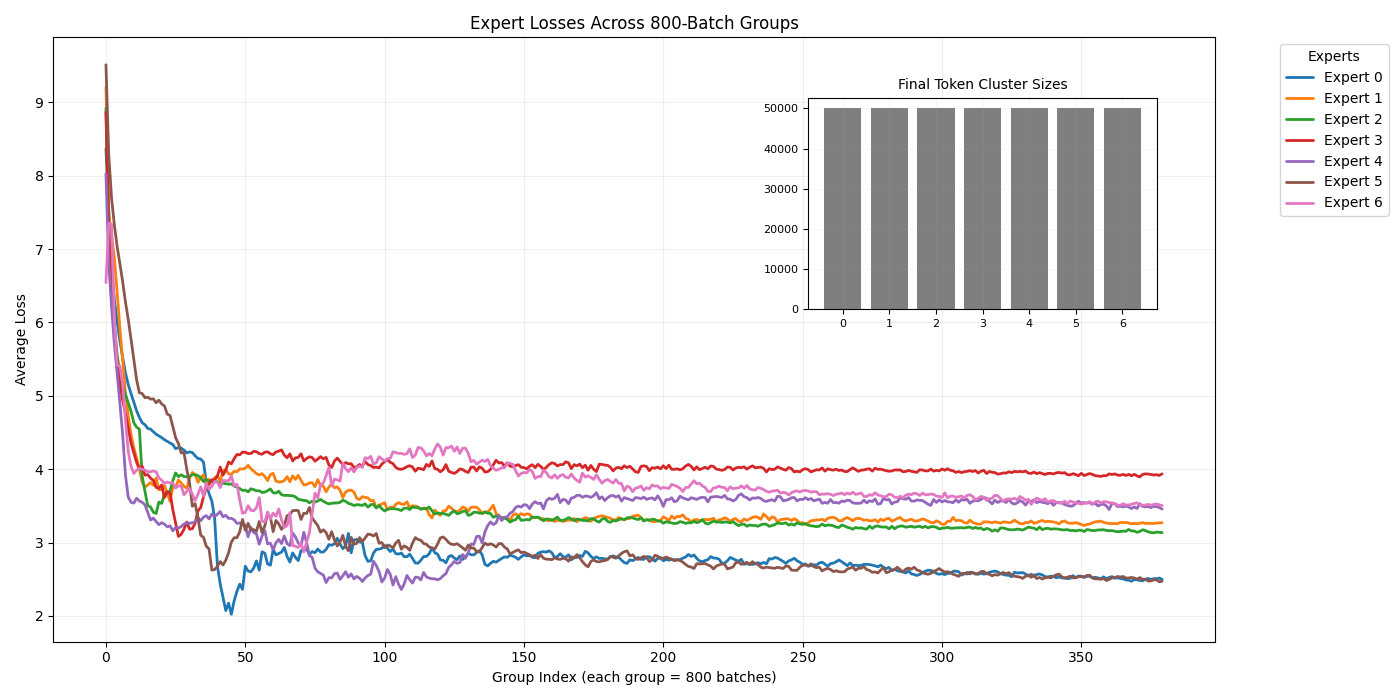 Expert Losses Across 800-Batch Groups
Average Loss
9
8
7
6
5
4
3
2
0
50
100
150
200
250
300
350
Group Index (each group = 800 batches)
Final Token Cluster Sizes
50000
40000
30000
20000
10000
0
0
1
2
3
4
5
6
Experts
Expert 0
Expert 1
Expert 2
Expert 3
Expert 4
Expert 5
Expert 6